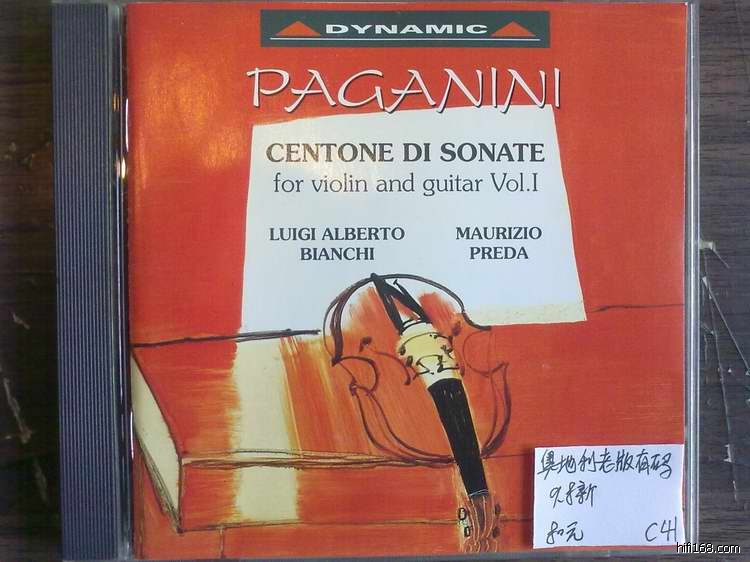 DYNAMIC
PAGANINI
CENTONE DI SONATE
for violin and guitar Vol.I
LUIGI ALBERTO
BIANCHI
MAURIZIO
PREDA
奥地利老版有码
9.8新
80元
C41
hifi168.com